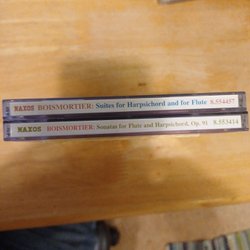 NAXOS BOISMORTIER: Suites for Harpsichord and for Flute 8.554457
NAXOS BOISMORTIER: Sonatas for Flute and Harpsichord, Op. 91 8.553414